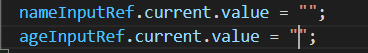 nameInputRef.current.value = "";
ageInputRef.current.value = "";